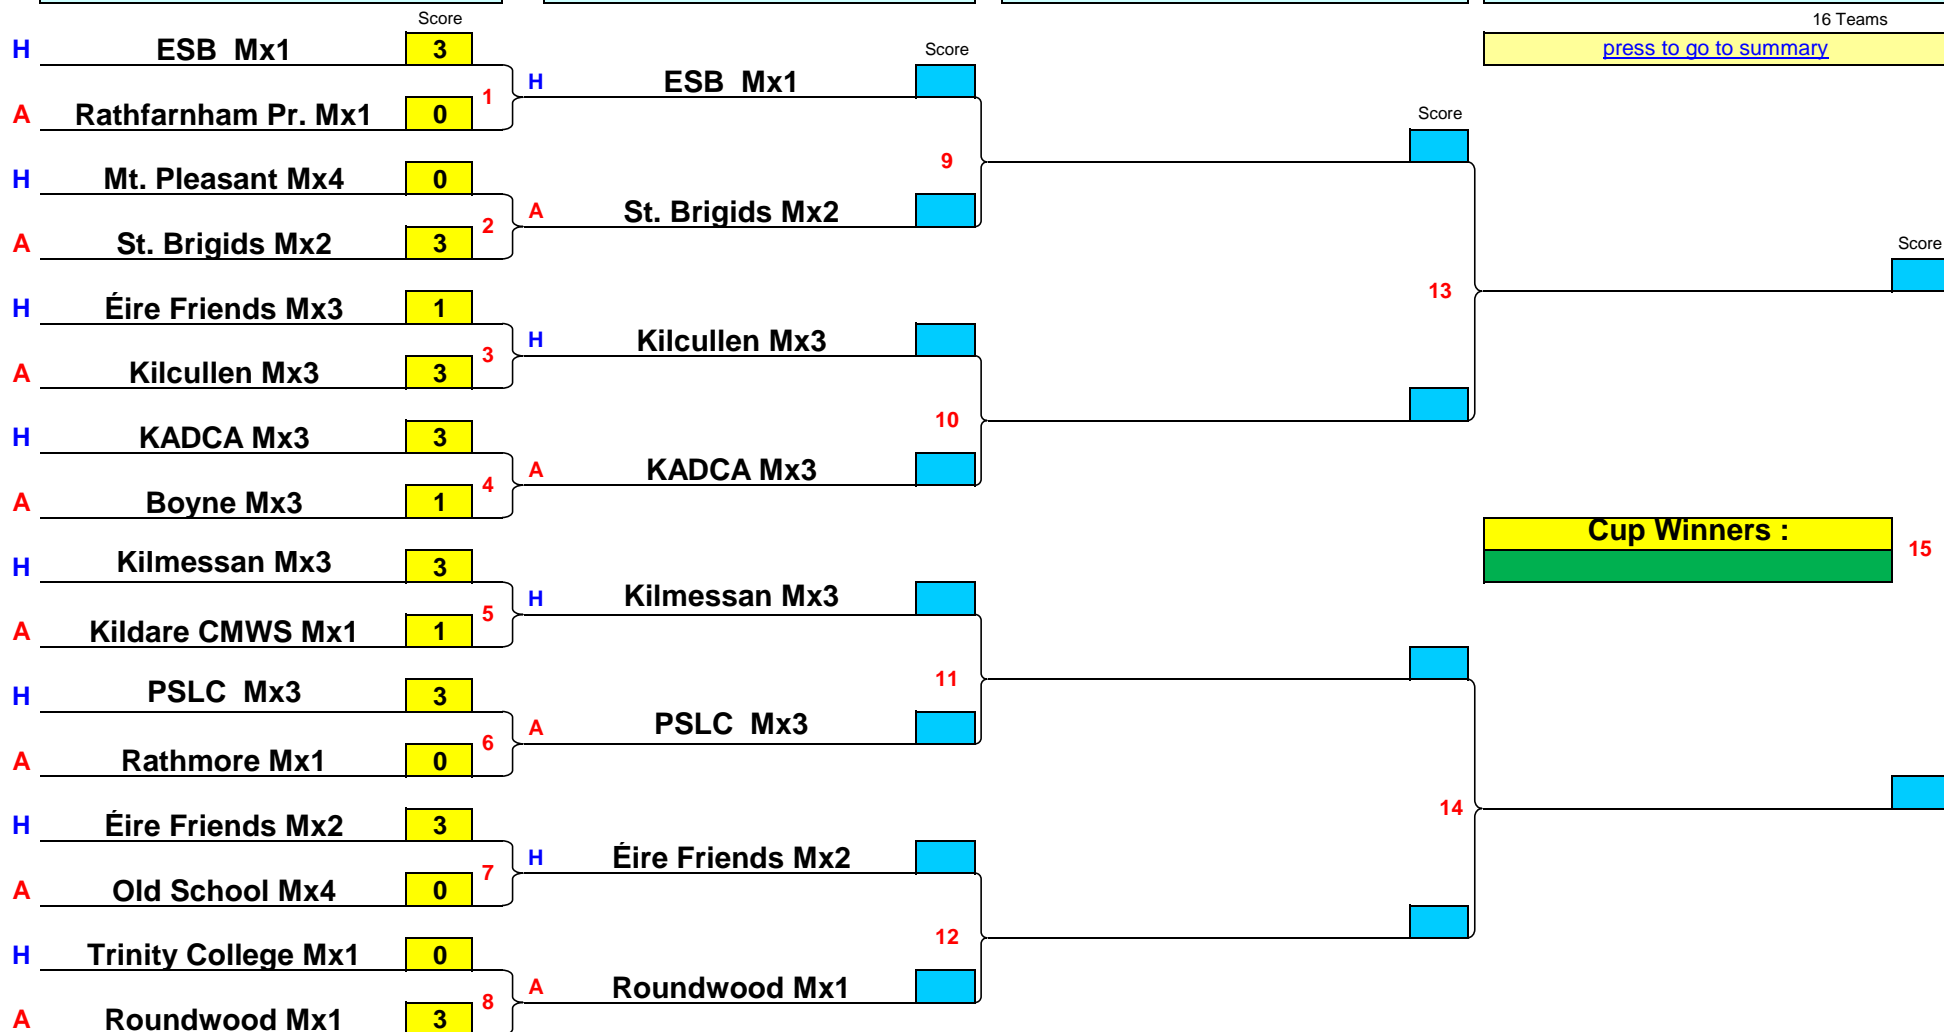 Score
16 Teams
H ESB Mx1 3
Score
press to go to summary
H ESB Mx1
1
A Rathfarnham Pr. Mx1 0
Score
9
H Mt. Pleasant Mx4 0
A St. Brigids Mx2
2
A St. Brigids Mx2 3
Score
13
H Éire Friends Mx3 1
H Kilcullen Mx3
3
A Kilcullen Mx3 3
10
H KADCA Mx3 3
A KADCA Mx3
4
A Boyne Mx3 1
Cup Winners :
15
H Kilmessan Mx3 3
H Kilmessan Mx3
5
A Kildare CMWS Mx1 1
11
H PSLC Mx3 3
A PSLC Mx3
6
A Rathmore Mx1 0
14
H Éire Friends Mx2 3
H Éire Friends Mx2
7
A Old School Mx4 0
12
H Trinity College Mx1 0
A Roundwood Mx1
8
A Roundwood Mx1 3